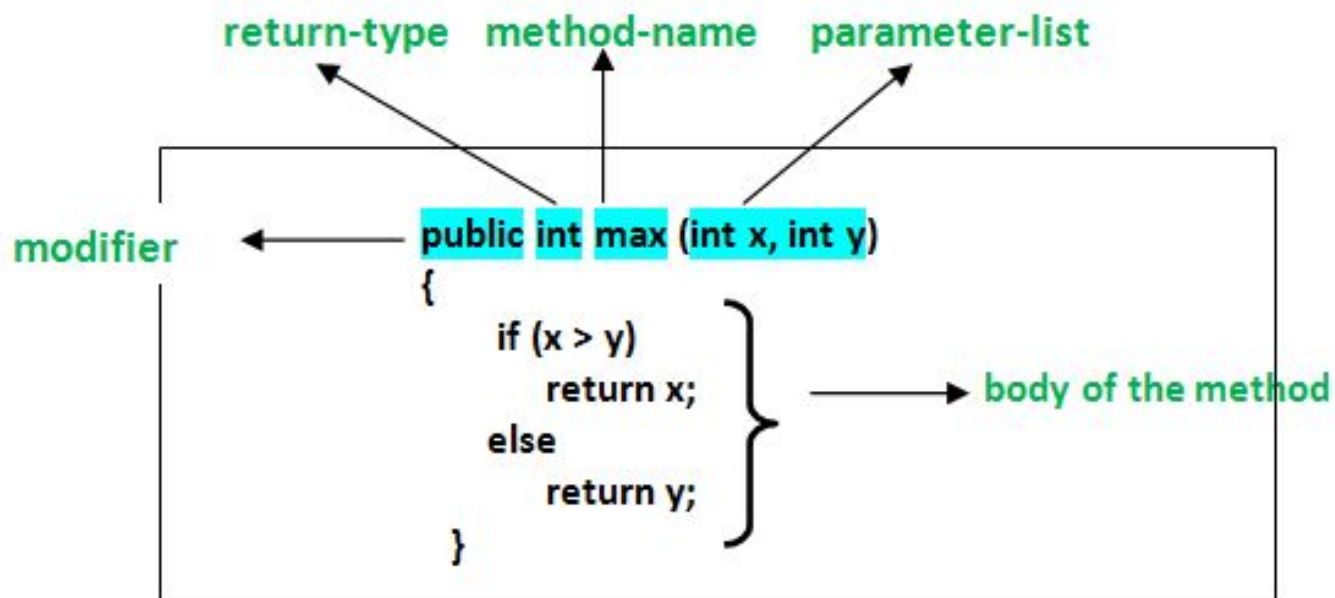 return-type method-name parameter-list
modifier public int max (int x, int y)
{
if (x > y)
return x;
body of the method
else
return y;
}